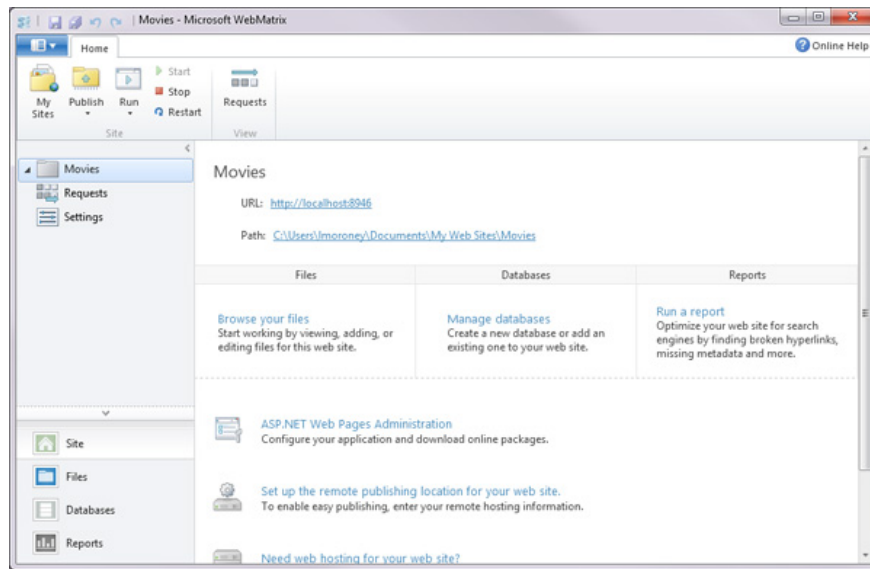 Movies - Microsoft WebMatrix
Home
Online Help
My Sites
Publish
Run
Start
Stop
Restart
Requests
Site
View
Movies
Requests
Settings
Movies
URL: http://localhost:8946
Path: C:\Users\lmoroney\Documents\My Web Sites\Movies
Files
Databases
Reports
Browse your files
Start working by viewing, adding, or
editing files for this web site.
Manage databases
Create a new database or add an
existing one to your web site.
Run a report
Optimize your web site for search
engines by finding broken hyperlinks,
missing metadata and more.
ASP.NET Web Pages Administration
Configure your application and download online packages.
Set up the remote publishing location for your web site.
To enable easy publishing, enter your remote hosting information.
Need web hosting for your web site?
Site
Files
Databases
Reports